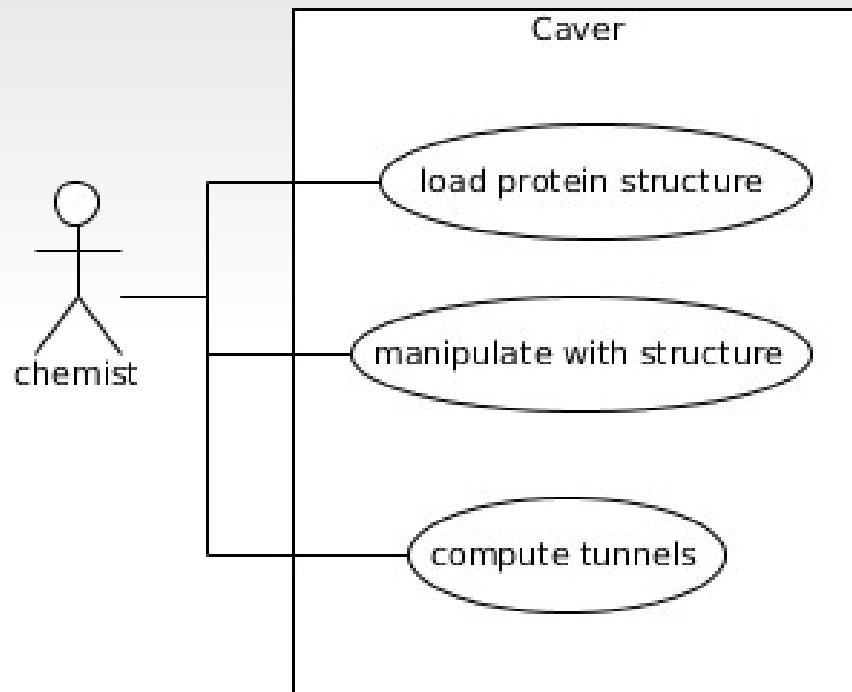 Caver
load protein structure
manipulate with structure
chemist
compute tunnels